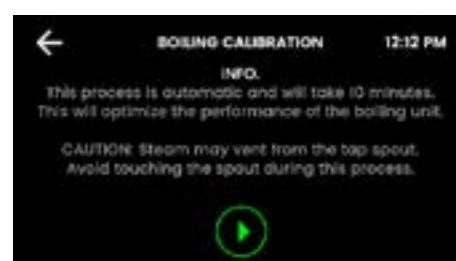 BOILING CALIBRATION 12:12 PM
INFO.
This process is automatic and will take 10 minutes.
This will optimize the performance of the boiling unit.
CAUTION: Steam may vent from the tap spout.
Avoid touching the spout during this process.